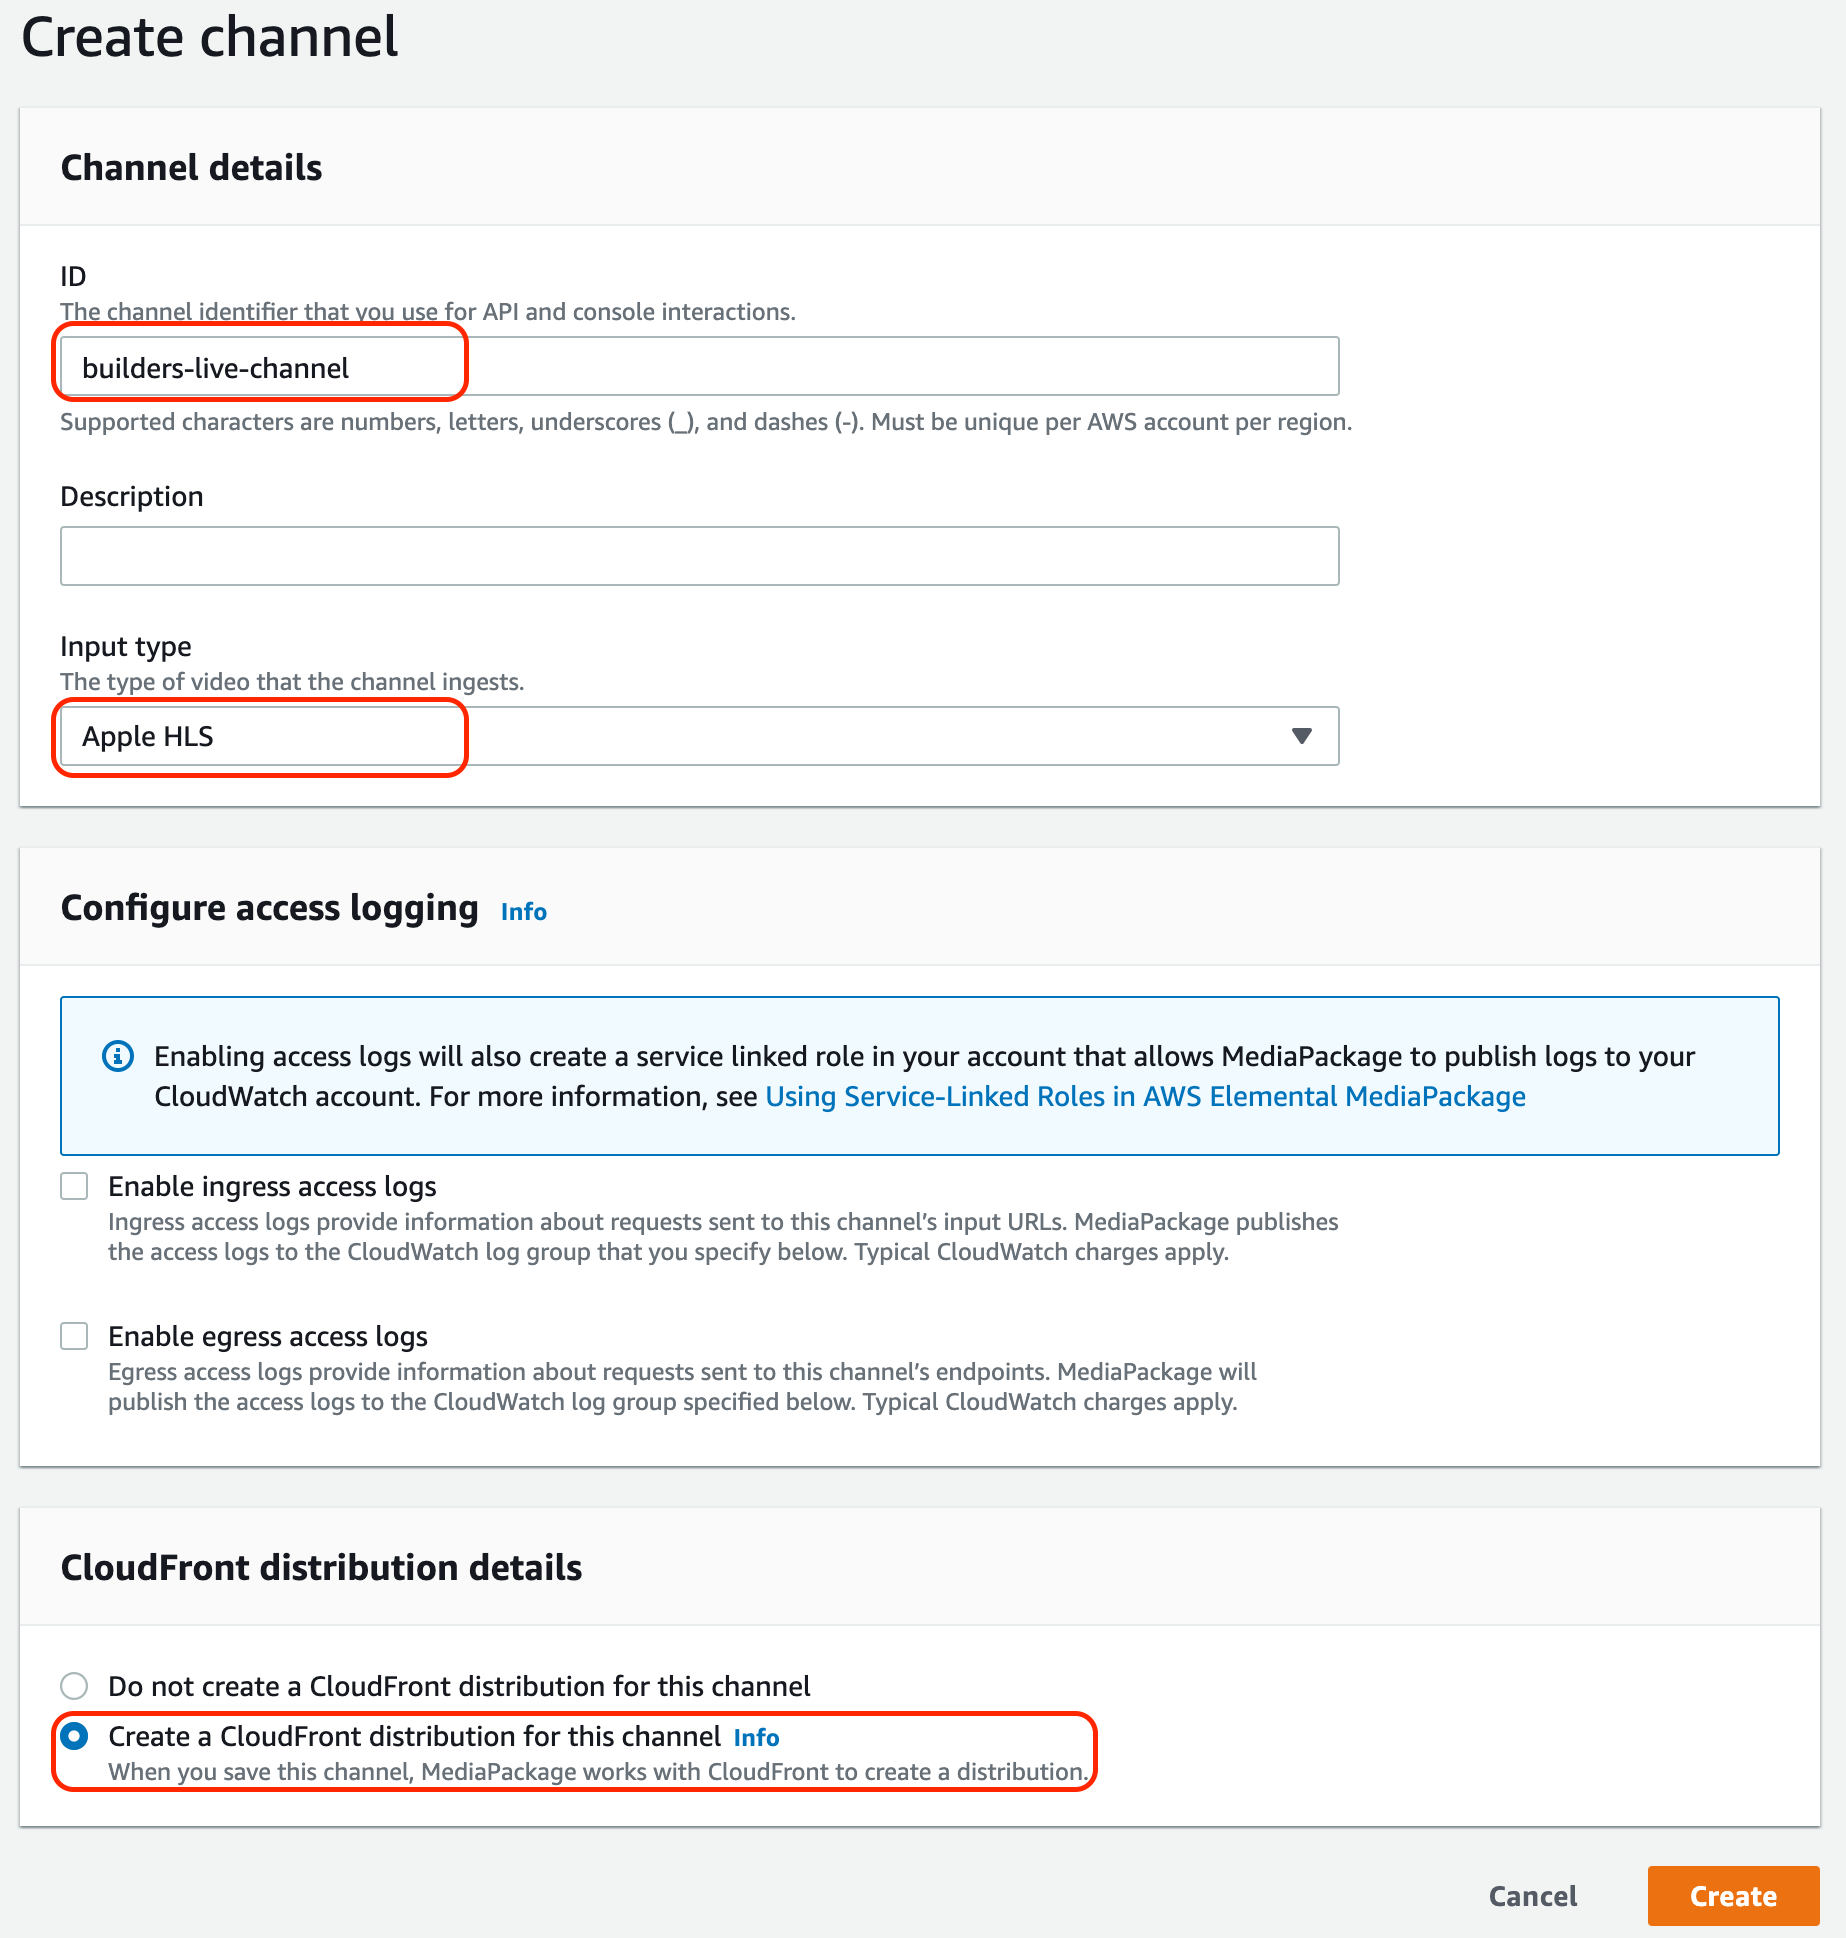 Create channel
Channel details
ID
The channel identifier that you use for API and console interactions.
builders-live-channel
Supported characters are numbers, letters, underscores (_), and dashes (-). Must be unique per AWS account per region.
Description
Input type
The type of video that the channel ingests.
Apple HLS
Configure access logging Info
Enabling access logs will also create a service linked role in your account that allows MediaPackage to publish logs to your
CloudWatch account. For more information, see Using Service-Linked Roles in AWS Elemental MediaPackage
Enable ingress access logs
Ingress access logs provide information about requests sent to this channel’s input URLs. MediaPackage publishes
the access logs to the CloudWatch log group that you specify below. Typical CloudWatch charges apply.
Enable egress access logs
Egress access logs provide information about requests sent to this channel’s endpoints. MediaPackage will
publish the access logs to the CloudWatch log group specified below. Typical CloudWatch charges apply.
CloudFront distribution details
Do not create a CloudFront distribution for this channel
Create a CloudFront distribution for this channel Info
When you save this channel, MediaPackage works with CloudFront to create a distribution.
Cancel Create